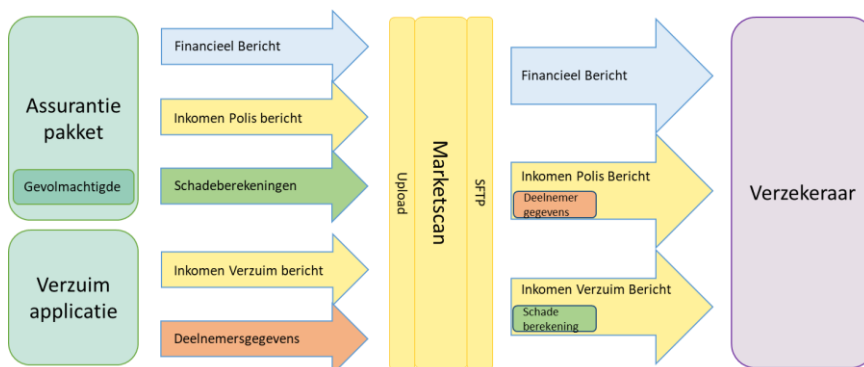 Assurantie
pakket
Gevolmachtigde
Verzuim
applicatie
Financieel Bericht
Inkomen Polis bericht
Schadeberekeningen
Inkomen Verzuim bericht
Deelnemersgegevens
Upload
Marketscan
SFTP
Financieel Bericht
Inkomen Polis Bericht
Deelnemer
gegevens
Inkomen Verzuim Bericht
Schade
berekening
Verzekeraar